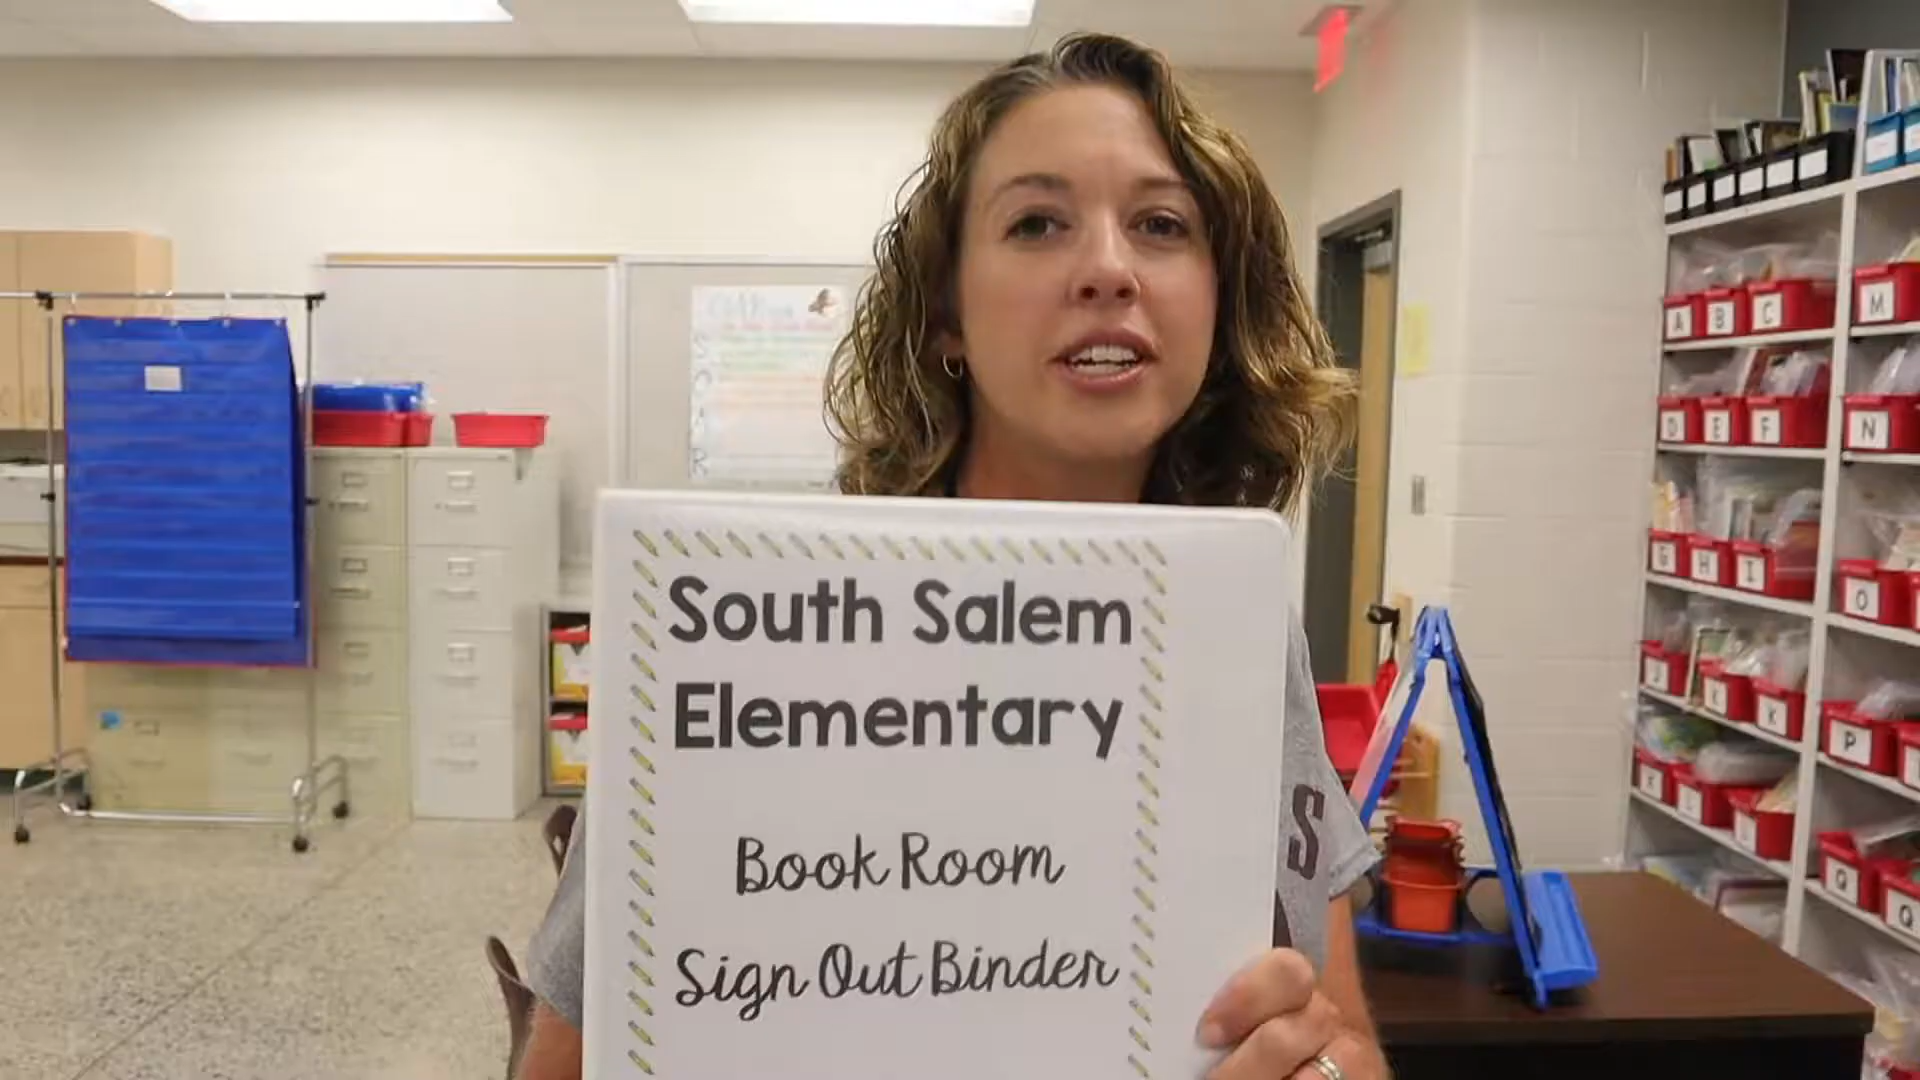 South Salem
Elementary
Book Room
Sign Out Binder
S
O
A
R
S
A
B
C
M
D
E
F
N
G
H
I
O
J
K
K
P
K
L
Q
Q